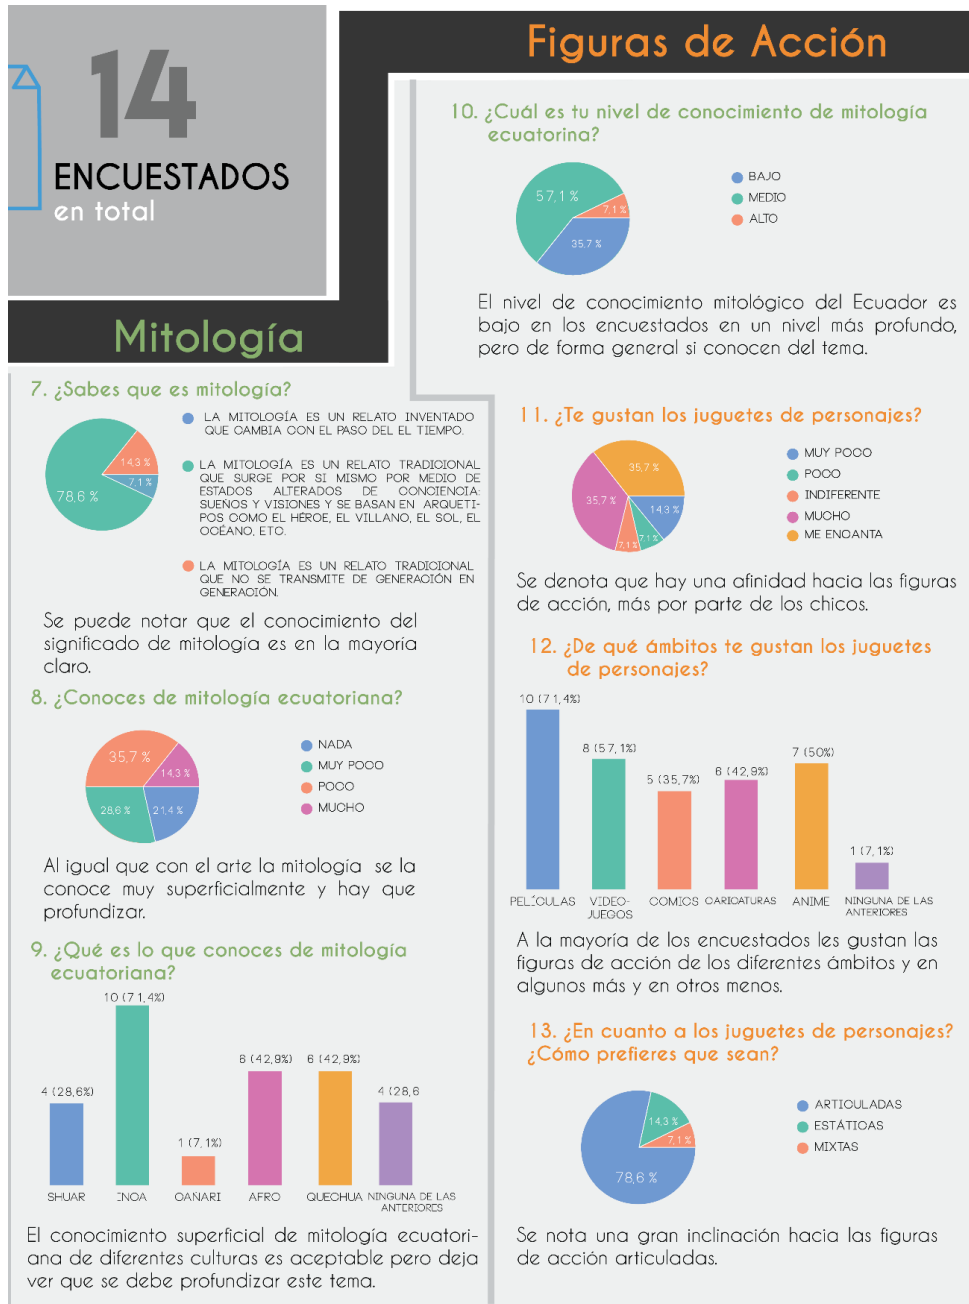 14
ENCUESTADOS
en total
Mitología
7. ¿Sabes que es mitología?
78,6 %
14,3 %
7,1 %
LA MITOLOGÍA ES UN RELATO INVENTADO
QUE CAMBIA CON EL PASO DEL EL TIEMPO.
LA MITOLOGÍA ES UN RELATO TRADICIONAL
QUE SURGE POR SI MISMO POR MEDIO DE
ESTADOS ALTERADOS DE CONCIENCIA:
SUEÑOS Y VISIONES Y SE BASAN EN ARQUETI-
POS COMO EL HÉROE, EL VILLANO, EL SOL, EL
OCÉANO, ETC.
LA MITOLOGÍA ES UN RELATO TRADICIONAL
QUE NO SE TRANSMITE DE GENERACIÓN EN
GENERACIÓN.
Se puede notar que el conocimiento del
significado de mitología es en la mayoría
claro.
8. ¿Conoces de mitología ecuatoriana?
35,7 %
14,3 %
28,6 %
21,4 %
NADA
MUY POCO
POCO
MUCHO
Al igual que con el arte la mitología se la
conoce muy superficialmente y hay que
profundizar.
9. ¿Qué es lo que conoces de mitología
ecuatoriana?
10 (71,4%)
6 (42,9%)
6 (42,9%)
4 (28,6%)
4 (28,6
1 (7,1%)
SHUAR
INCA
CAÑARI
AFRO
QUECHUA
NINGUNA DE LAS
ANTERIORES
El conocimiento superficial de mitología ecuatori-
ana de diferentes culturas es aceptable pero deja
ver que se debe profundizar este tema.
Figuras de Acción
10. ¿Cuál es tu nivel de conocimiento de mitología
ecuatorina?
57,1 %
7,1 %
35,7 %
BAJO
MEDIO
ALTO
El nivel de conocimiento mitológico del Ecuador es
bajo en los encuestados en un nivel más profundo,
pero de forma general si conocen del tema.
11. ¿Te gustan los juguetes de personajes?
35,7 %
35,7 %
14,3 %
7,1 %
7,1 %
MUY POCO
POCO
INDIFERENTE
MUCHO
ME ENCANTA
Se denota que hay una afinidad hacia las figuras
de acción, más por parte de los chicos.
12. ¿De qué ámbitos te gustan los juguetes
de personajes?
10 (71,4%)
8 (57,1%)
5 (35,7%)
6 (42,9%)
7 (50%)
1 (7,1%)
PELÍCULAS
VIDEO-
JUEGOS
COMICS
CARICATURAS
ANIME
NINGUNA DE LAS
ANTERIORES
A la mayoría de los encuestados les gustan las
figuras de acción de los diferentes ámbitos y en
algunos más y en otros menos.
13. ¿En cuanto a los juguetes de personajes?
¿Cómo prefieres que sean?
14,3 %
7,1 %
78,6 %
ARTICULADAS
ESTÁTICAS
MIXTAS
Se nota una gran inclinación hacia las figuras
de acción articuladas.